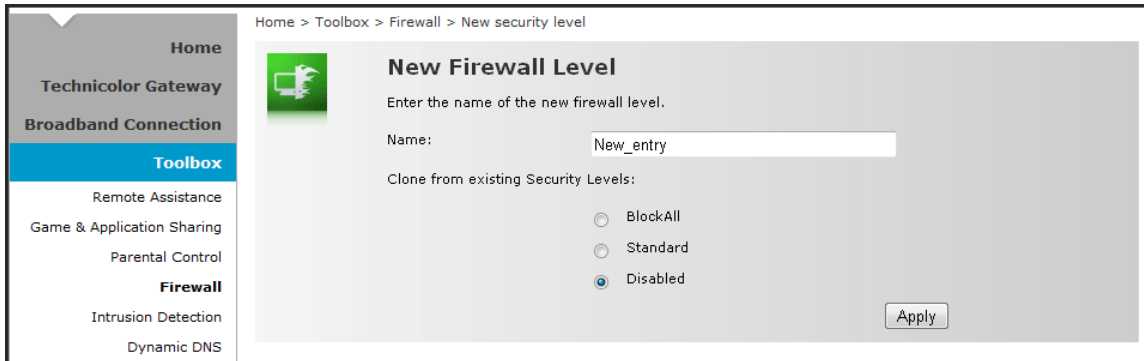 Home > Toolbox > Firewall > New security level
Home
Technicolor Gateway
Broadband Connection
Toolbox
Remote Assistance
Game & Application Sharing
Parental Control
Firewall
Intrusion Detection
Dynamic DNS
New Firewall Level
Enter the name of the new firewall level.
Name: New_entry
Clone from existing Security Levels:
BlockAll
Standard
Disabled
Apply